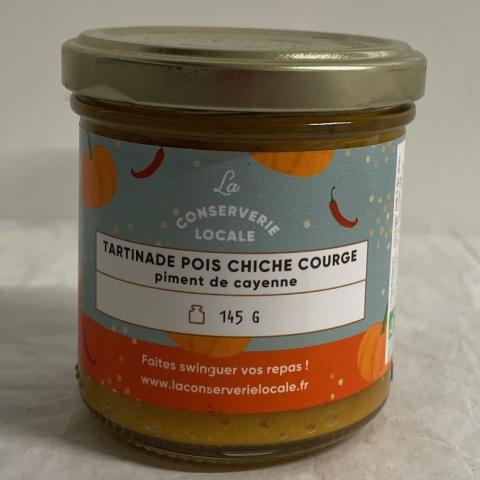 La
CONSERVERIE
LOCALE
TARTINADE POIS CHICHE COURGE
piment de cayenne
145 G
Faites swinguer vos repas !
www.laconserverielocale.fr